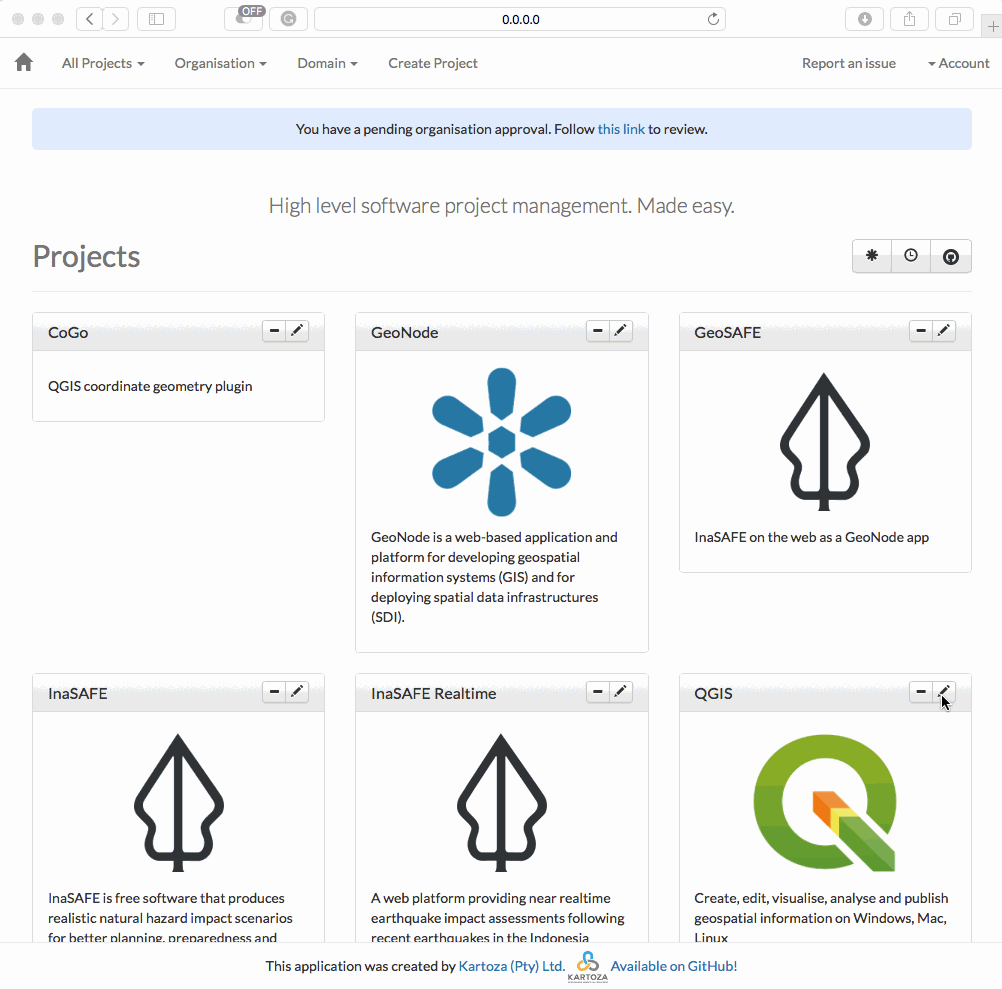 OFF
0.0.0.0
All Projects
Organisation
Domain
Create Project
Report an issue
Account
You have a pending organisation approval. Follow this link to review.
High level software project management. Made easy.
Projects
CoGo
QGIS coordinate geometry plugin
GeoNode
GeoNode is a web-based application and
platform for developing geospatial
information systems (GIS) and for
deploying spatial data infrastructures
(SDI).
GeoSAFE
InaSAFE on the web as a GeoNode app
InaSAFE
InaSAFE is free software that produces
realistic natural hazard impact scenarios
for better planning, preparedness and
InaSAFE Realtime
A web platform providing near realtime
earthquake impact assessments following
recent earthquakes in the Indonesia
QGIS
Create, edit, visualise, analyse and publish
geospatial information on Windows, Mac,
Linux
This application was created by Kartoza (Pty) Ltd. KARTOZA Available on GitHub!